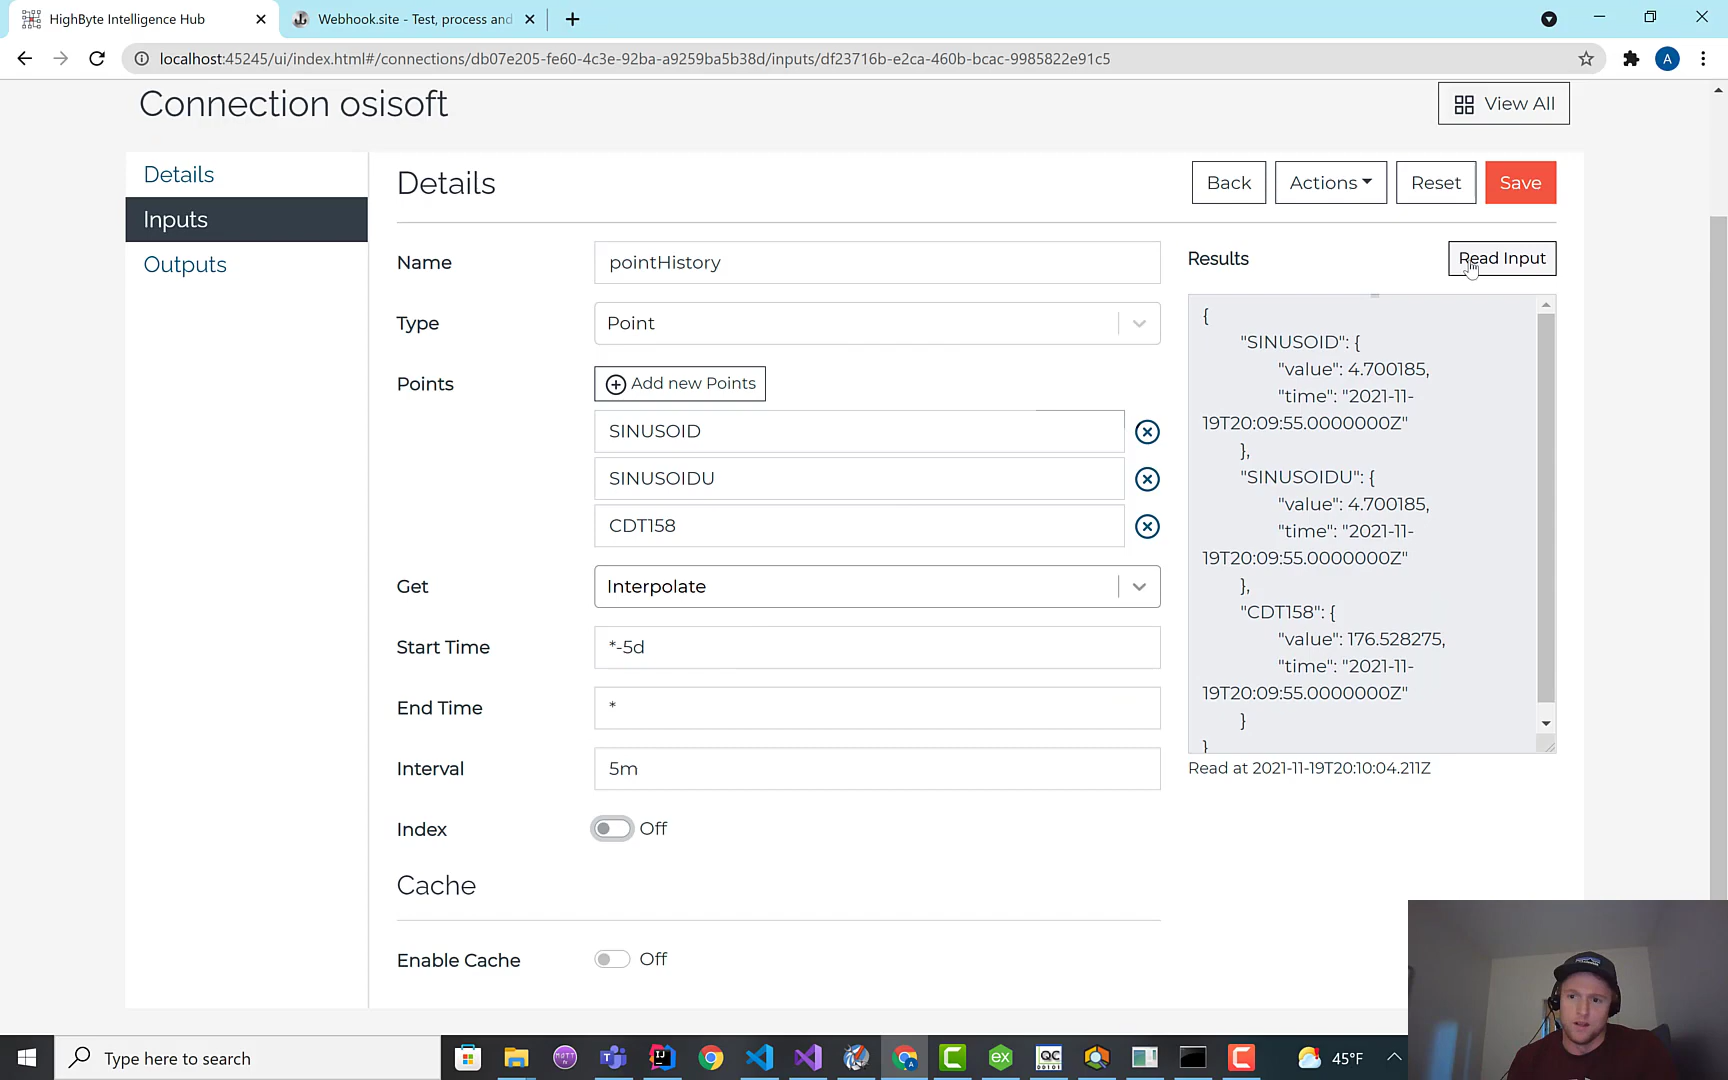 HighByte Intelligence Hub
Webhook.site - Test, process and
localhost:45245/ui/index.html#/connections/db07e205-fe60-4c3e-92ba-a9259ba5b38d/inputs/df23716b-e2ca-460b-bcac-9985822e91c5
A
Connection osisoft
View All
Details
Inputs
Outputs
Details
Back
Actions
Reset
Save
Name
pointHistory
Type
Point
Points
Add new Points
SINUSOID
SINUSOIDU
CDT158
Get
Interpolate
Start Time
*-5d
End Time
*
Interval
5m
Index
Off
Cache
Enable Cache
Off
Results
Read Input
{
"SINUSOID": {
"value": 4.700185,
"time": "2021-11-
19T20:09:55.0000000Z"
},
"SINUSOIDU": {
"value": 4.700185,
"time": "2021-11-
19T20:09:55.0000000Z"
},
"CDT158": {
"value": 176.528275,
"time": "2021-11-
19T20:09:55.0000000Z"
}
}
Read at 2021-11-19T20:10:04.211Z
Type here to search
45°F